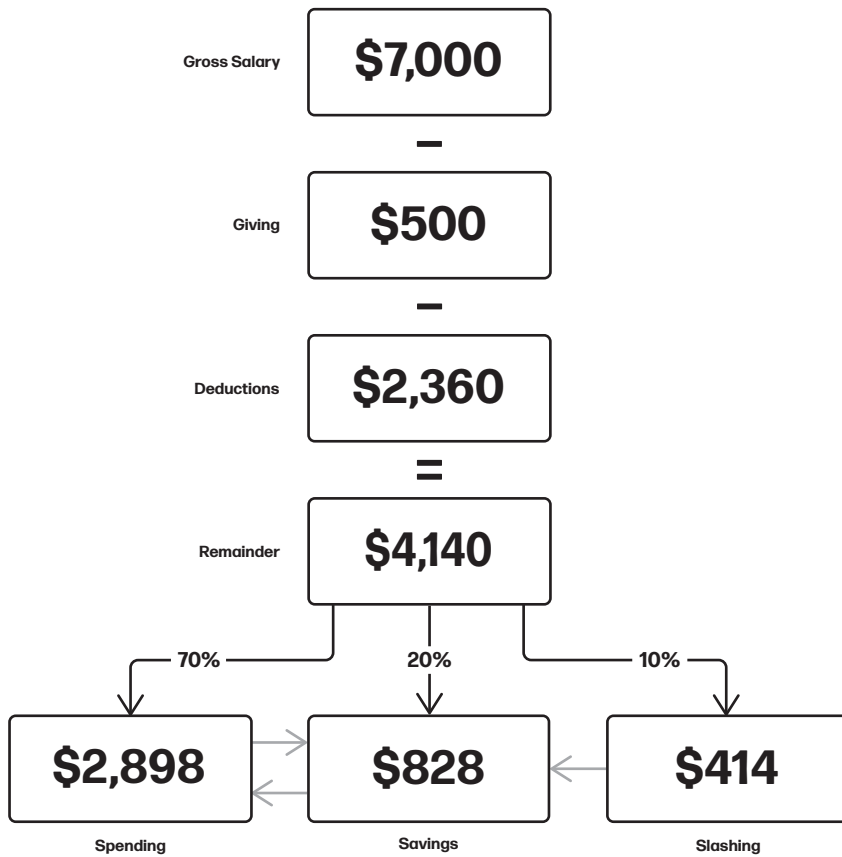 Gross Salary
$7,000
–
Giving
$500
–
Deductions
$2,360
=
Remainder
$4,140
70% 20% 10%
$2,898 $828 $414
Spending Savings Slashing